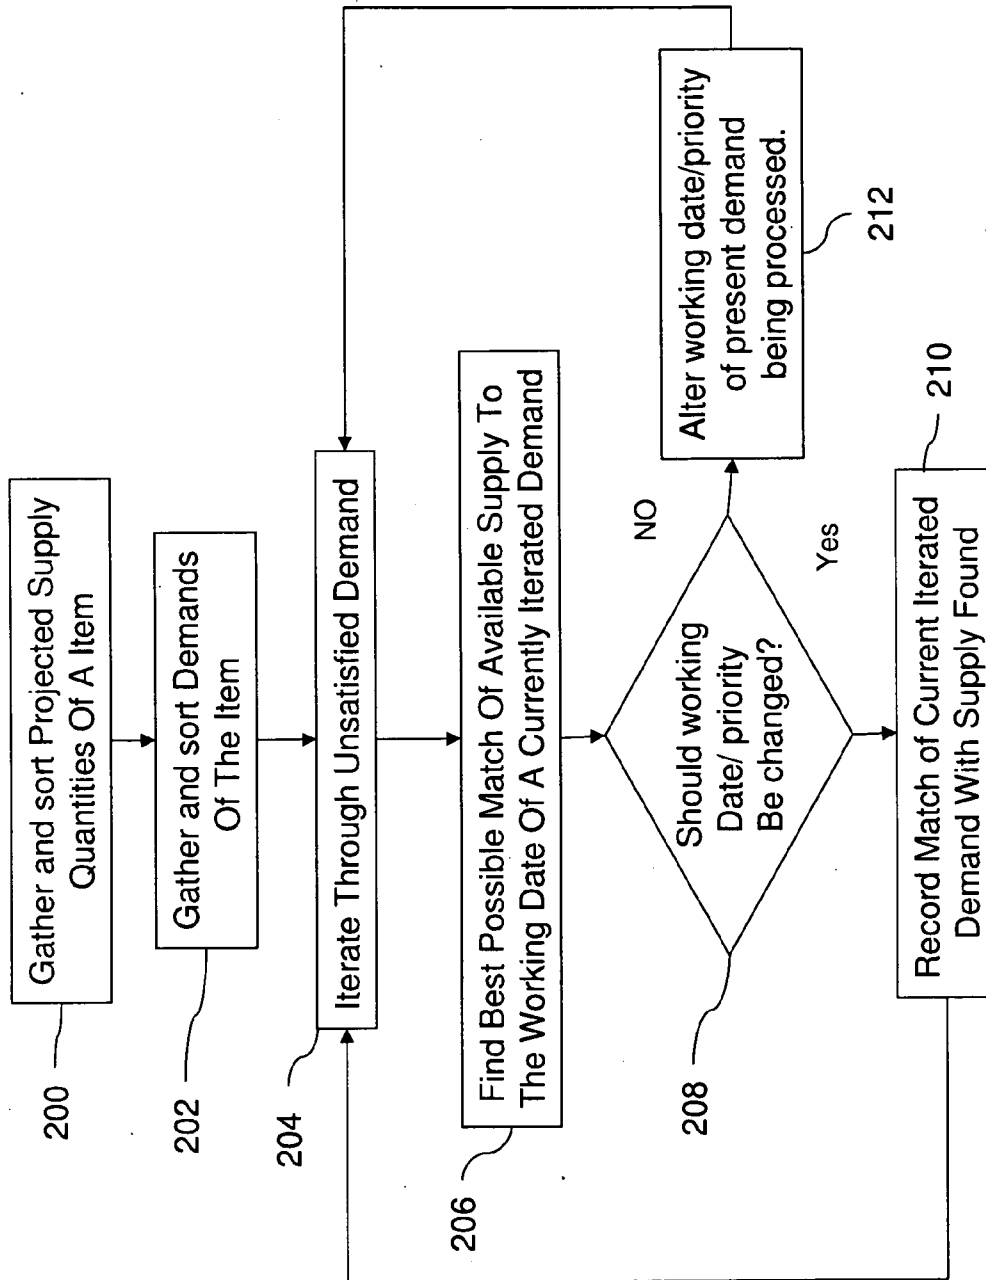 Gather and sort Projected Supply
Quantities Of A Item
200
Gather and sort Demands
Of The Item
202
Iterate Through Unsatisfied Demand
204
Find Best Possible Match Of Available Supply To
The Working Date Of A Currently Iterated Demand
206
Should working
Date/ priority
Be changed?
208
NO
Yes
Alter working date/priority
of present demand
being processed.
212
Record Match of Current Iterated
Demand With Supply Found
210